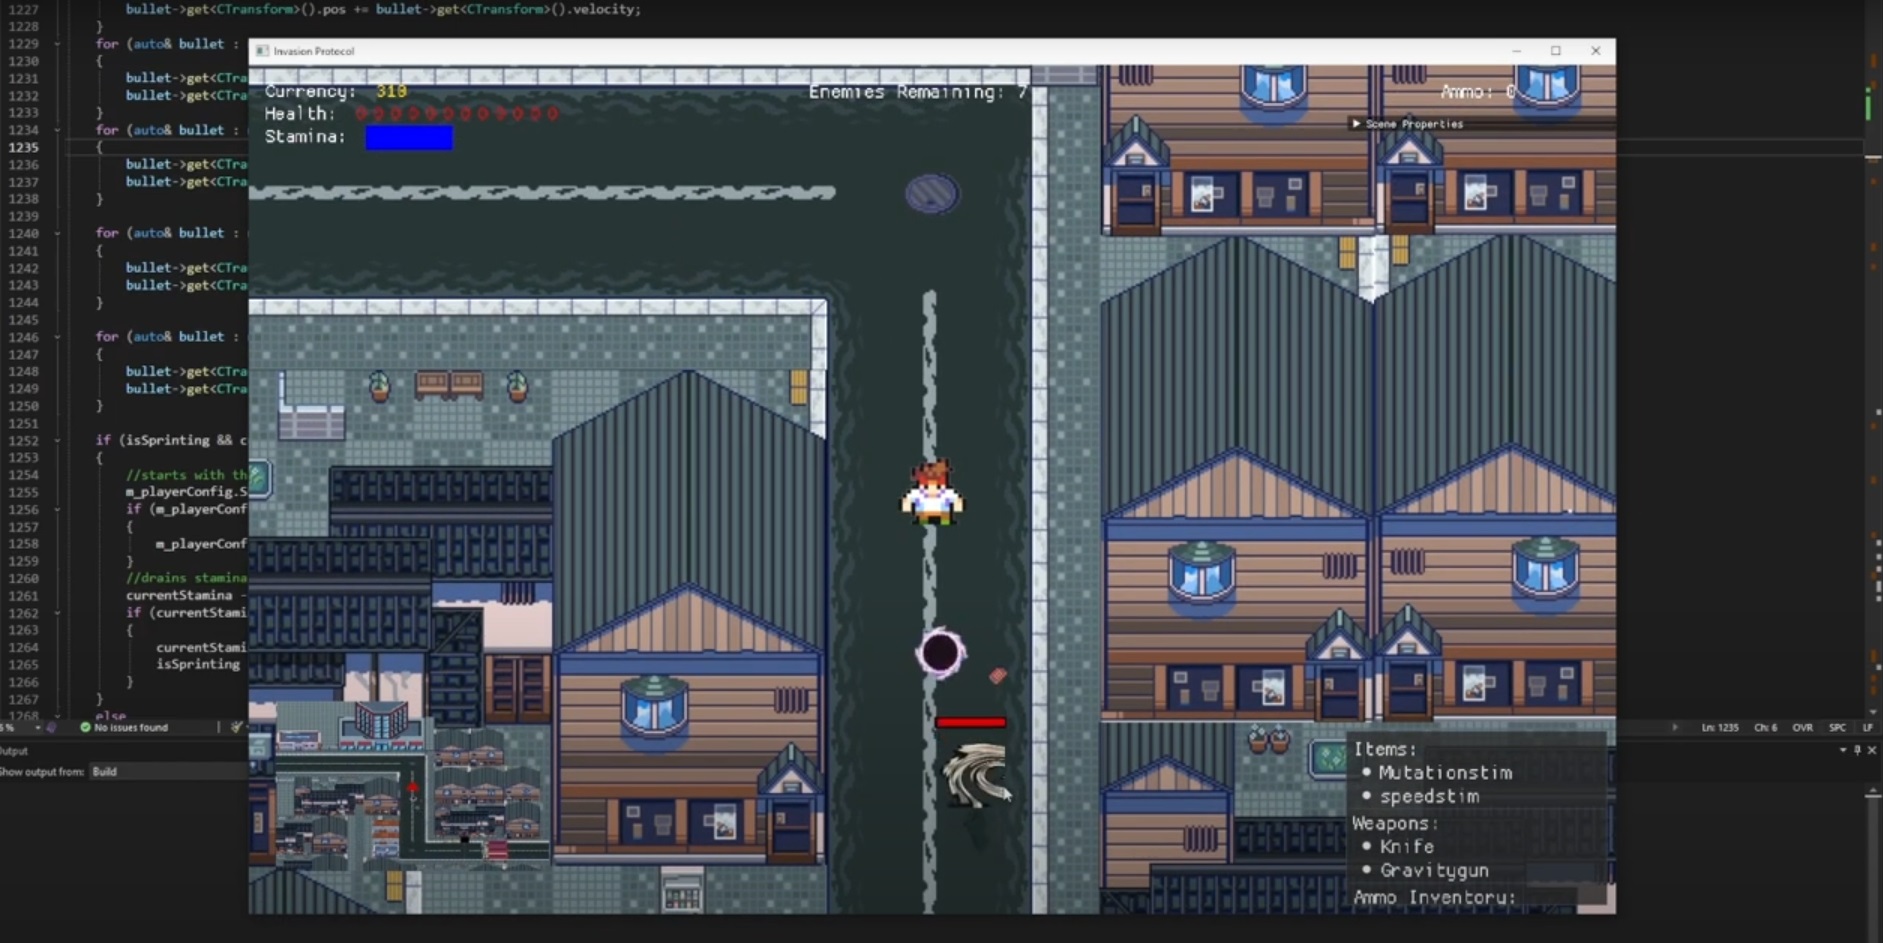 1227 bullet->get<CTransform>().pos += bullet->get<CTransform>().velocity;
1228 }
1229 for (auto& bullet :
1230 {
1231 bullet->get<CTra
1232 bullet->get<CTra
1233 }
1234 for (auto& bullet :
1235 {
1236 bullet->get<CTra
1237 bullet->get<CTra
1238 }
1239
1240 for (auto& bullet :
1241 {
1242 bullet->get<CTra
1243 bullet->get<CTra
1244 }
1245
1246 for (auto& bullet :
1247 {
1248 bullet->get<CTra
1249 bullet->get<CTra
1250 }
1251
1252 if (isSprinting && c
1253 {
1254 //starts with th
1255 m_playerConfig.S
1256 if (m_playerConf
1257 {
1258 m_playerConf
1259 }
1260 //drains stamina
1261 currentStamina -
1262 if (currentStami
1263 {
1264 currentStami
1265 isSprinting
1266 }
1267 }
1268 else
Invasion Protocol
Currency: 318
Health:
Stamina:
Enemies Remaining: 7
Ammo: 0
Scene Properties
Items:
• Mutationstim
• speedstim
Weapons:
• Knife
• Gravitygun
Ammo Inventory:
No issues found
Ln: 1235 Ch: 6 OVR SPC LF
Show output from: Build